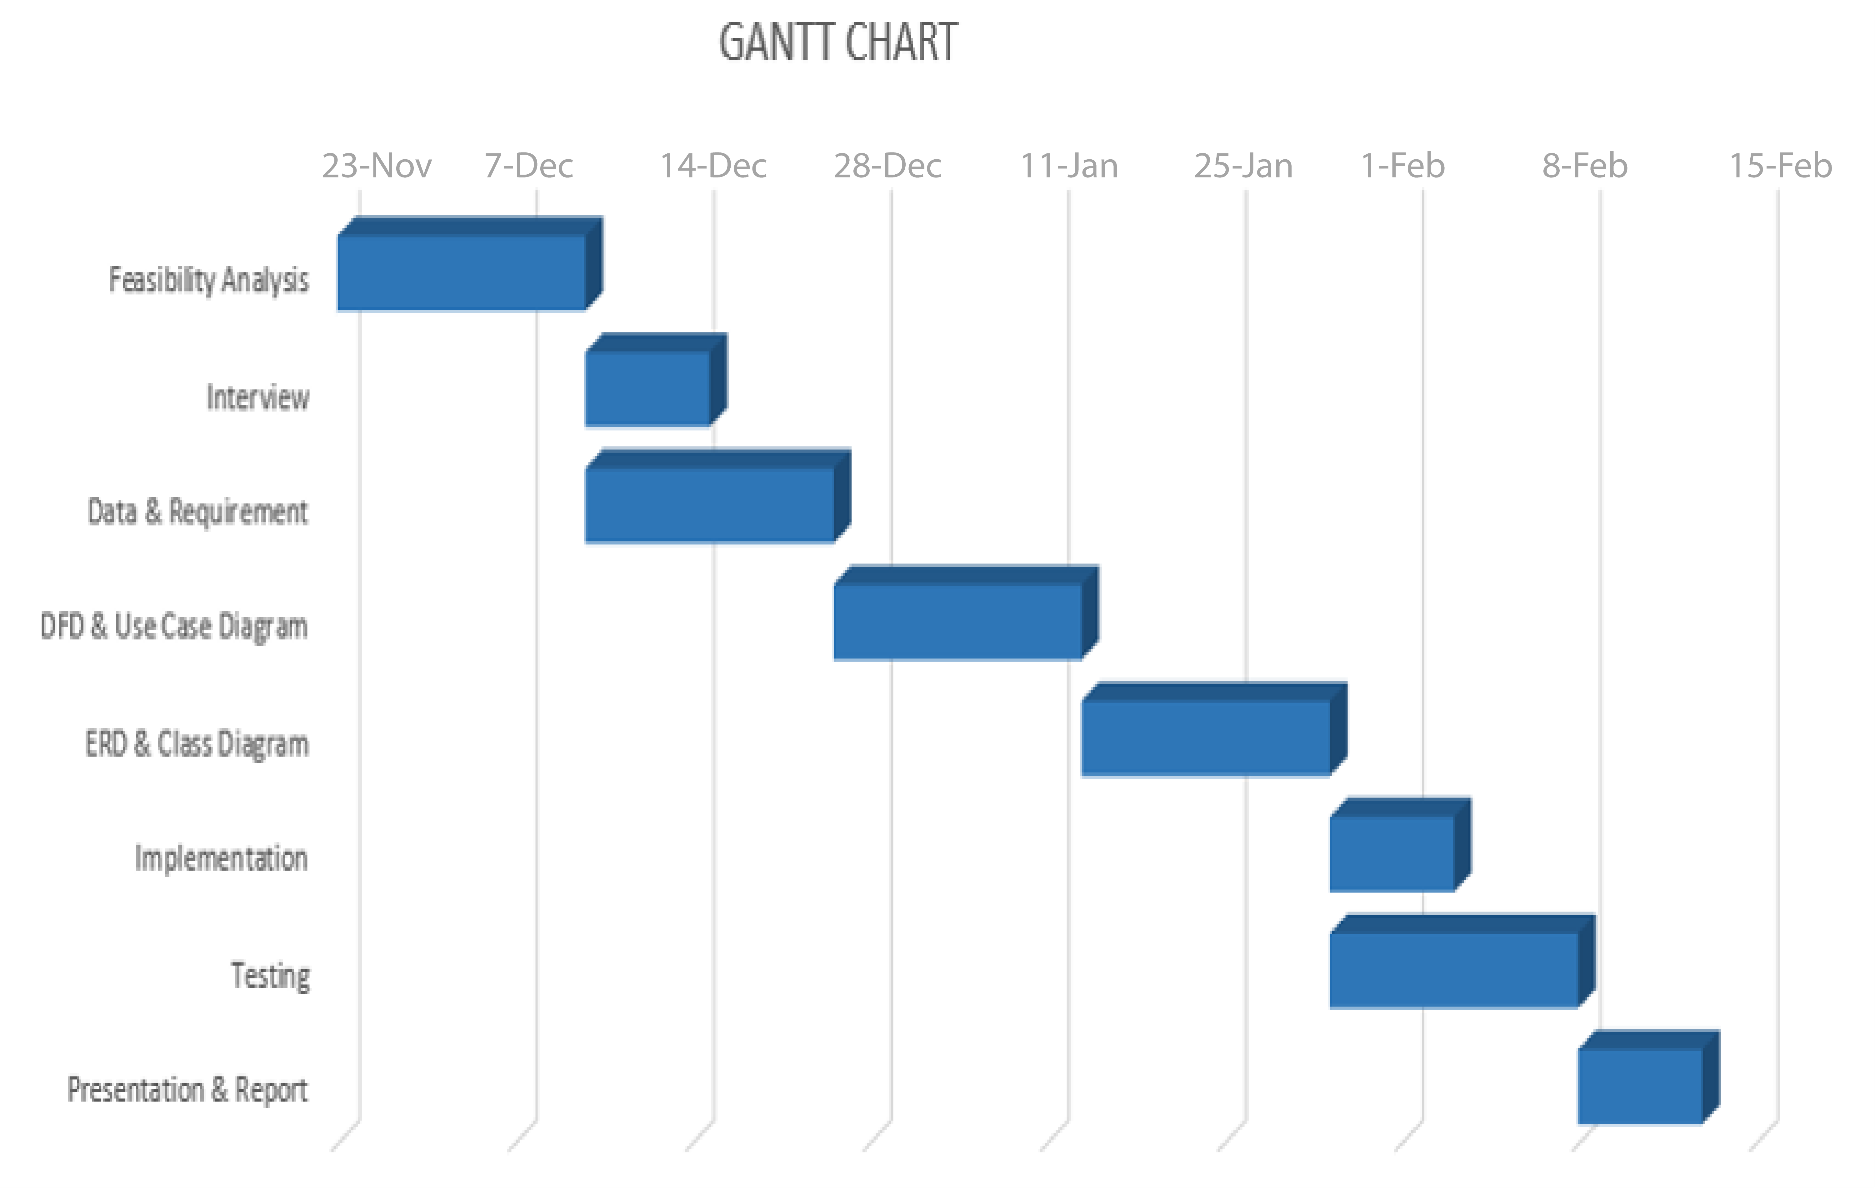 GANTT CHART
23-Nov 7-Dec 14-Dec 28-Dec 11-Jan 25-Jan 1-Feb 8-Feb 15-Feb
Feasibility Analysis
Interview
Data & Requirement
DFD & Use Case Diagram
ERD & Class Diagram
Implementation
Testing
Presentation & Report